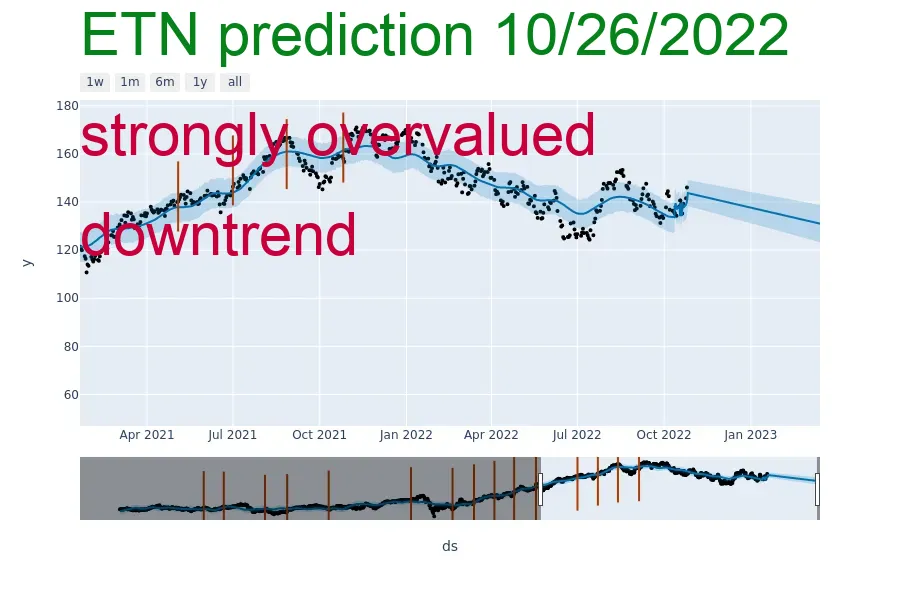 ETN prediction 10/26/2022
1w 1m 6m 1y all
180
strongly overvalued
160
140
downtrend
120
100
80
60
y
Apr 2021 Jul 2021 Oct 2021 Jan 2022 Apr 2022 Jul 2022 Oct 2022 Jan 2023
ds